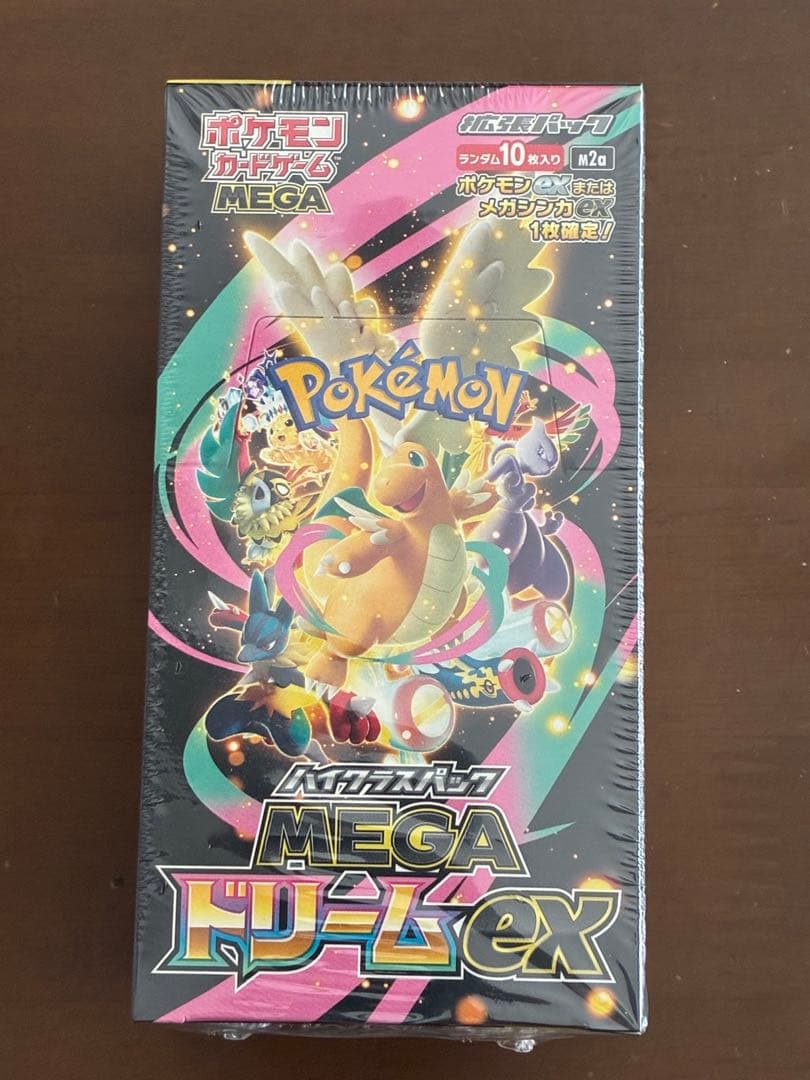 ポケモン
カードゲーム
MEGA
拡張パック
ランダム10枚入り M2a
ポケモンexまたは
メガシンカex
1枚確定!
POKéMON
ハイクラスパック
MEGA
ドリームex